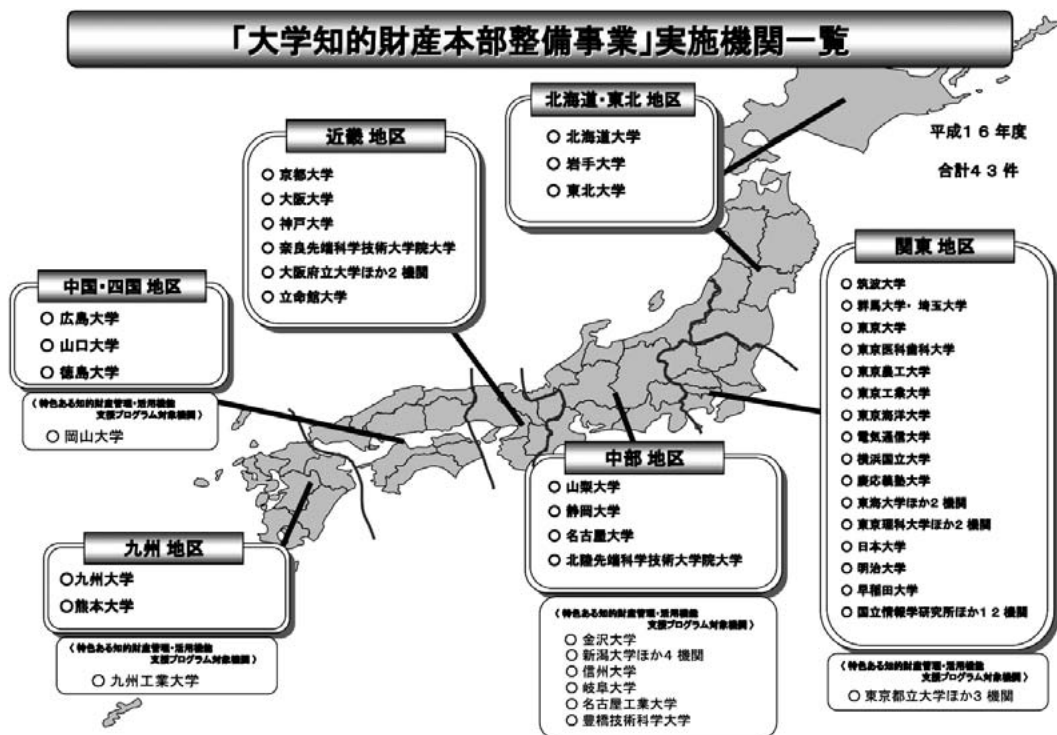 「大学知的財産本部整備事業」実施機関一覧
平成16年度
合計43件
北海道・東北 地区
○ 北海道大学
○ 岩手大学
○ 東北大学
近畿 地区
○ 京都大学
○ 大阪大学
○ 神戸大学
○ 奈良先端科学技術大学院大学
○ 大阪府立大学ほか2 機関
○ 立命館大学
関東 地区
○ 筑波大学
○ 群馬大学・ 埼玉大学
○ 東京大学
○ 東京医科歯科大学
○ 東京農工大学
○ 東京工業大学
○ 東京海洋大学
○ 電気通信大学
○ 横浜国立大学
○ 慶応義塾大学
○ 東海大学ほか2 機関
○ 東京理科大学ほか2 機関
○ 日本大学
○ 明治大学
○ 早稲田大学
○ 国立情報学研究所ほか12 機関
〈 特色ある知的財産管理・活用機能
支援プログラム対象機関 〉
○ 東京都立大学ほか3 機関
中国・四国 地区
○ 広島大学
○ 山口大学
○ 徳島大学
〈 特色ある知的財産管理・活用機能
支援プログラム対象機関 〉
○ 岡山大学
中部 地区
○ 山梨大学
○ 静岡大学
○ 名古屋大学
○ 北陸先端科学技術大学院大学
〈 特色ある知的財産管理・活用機能
支援プログラム対象機関 〉
○ 金沢大学
○ 新潟大学ほか4 機関
○ 信州大学
○ 岐阜大学
○ 名古屋工業大学
○ 豊橋技術科学大学
九州 地区
○九州大学
○熊本大学
〈 特色ある知的財産管理・活用機能
支援プログラム対象機関 〉
○ 九州工業大学